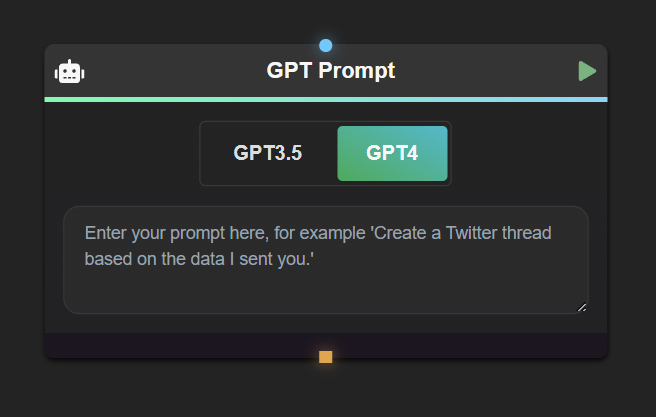 GPT Prompt
GPT3.5
GPT4
Enter your prompt here, for example 'Create a Twitter thread
based on the data I sent you.'